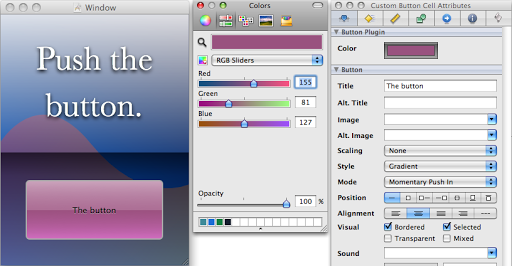 Window
Push the
button.
The button
Colors
RGB Sliders
Red
155
Green
81
Blue
127
Opacity
100 %
Custom Button Cell Attributes
Button Plugin
Color
Button
Title The button
Alt. Title
Image
Alt. Image
Scaling None
Style Gradient
Mode Momentary Push In
Position
Alignment
Visual Bordered Selected
Transparent Mixed
Sound